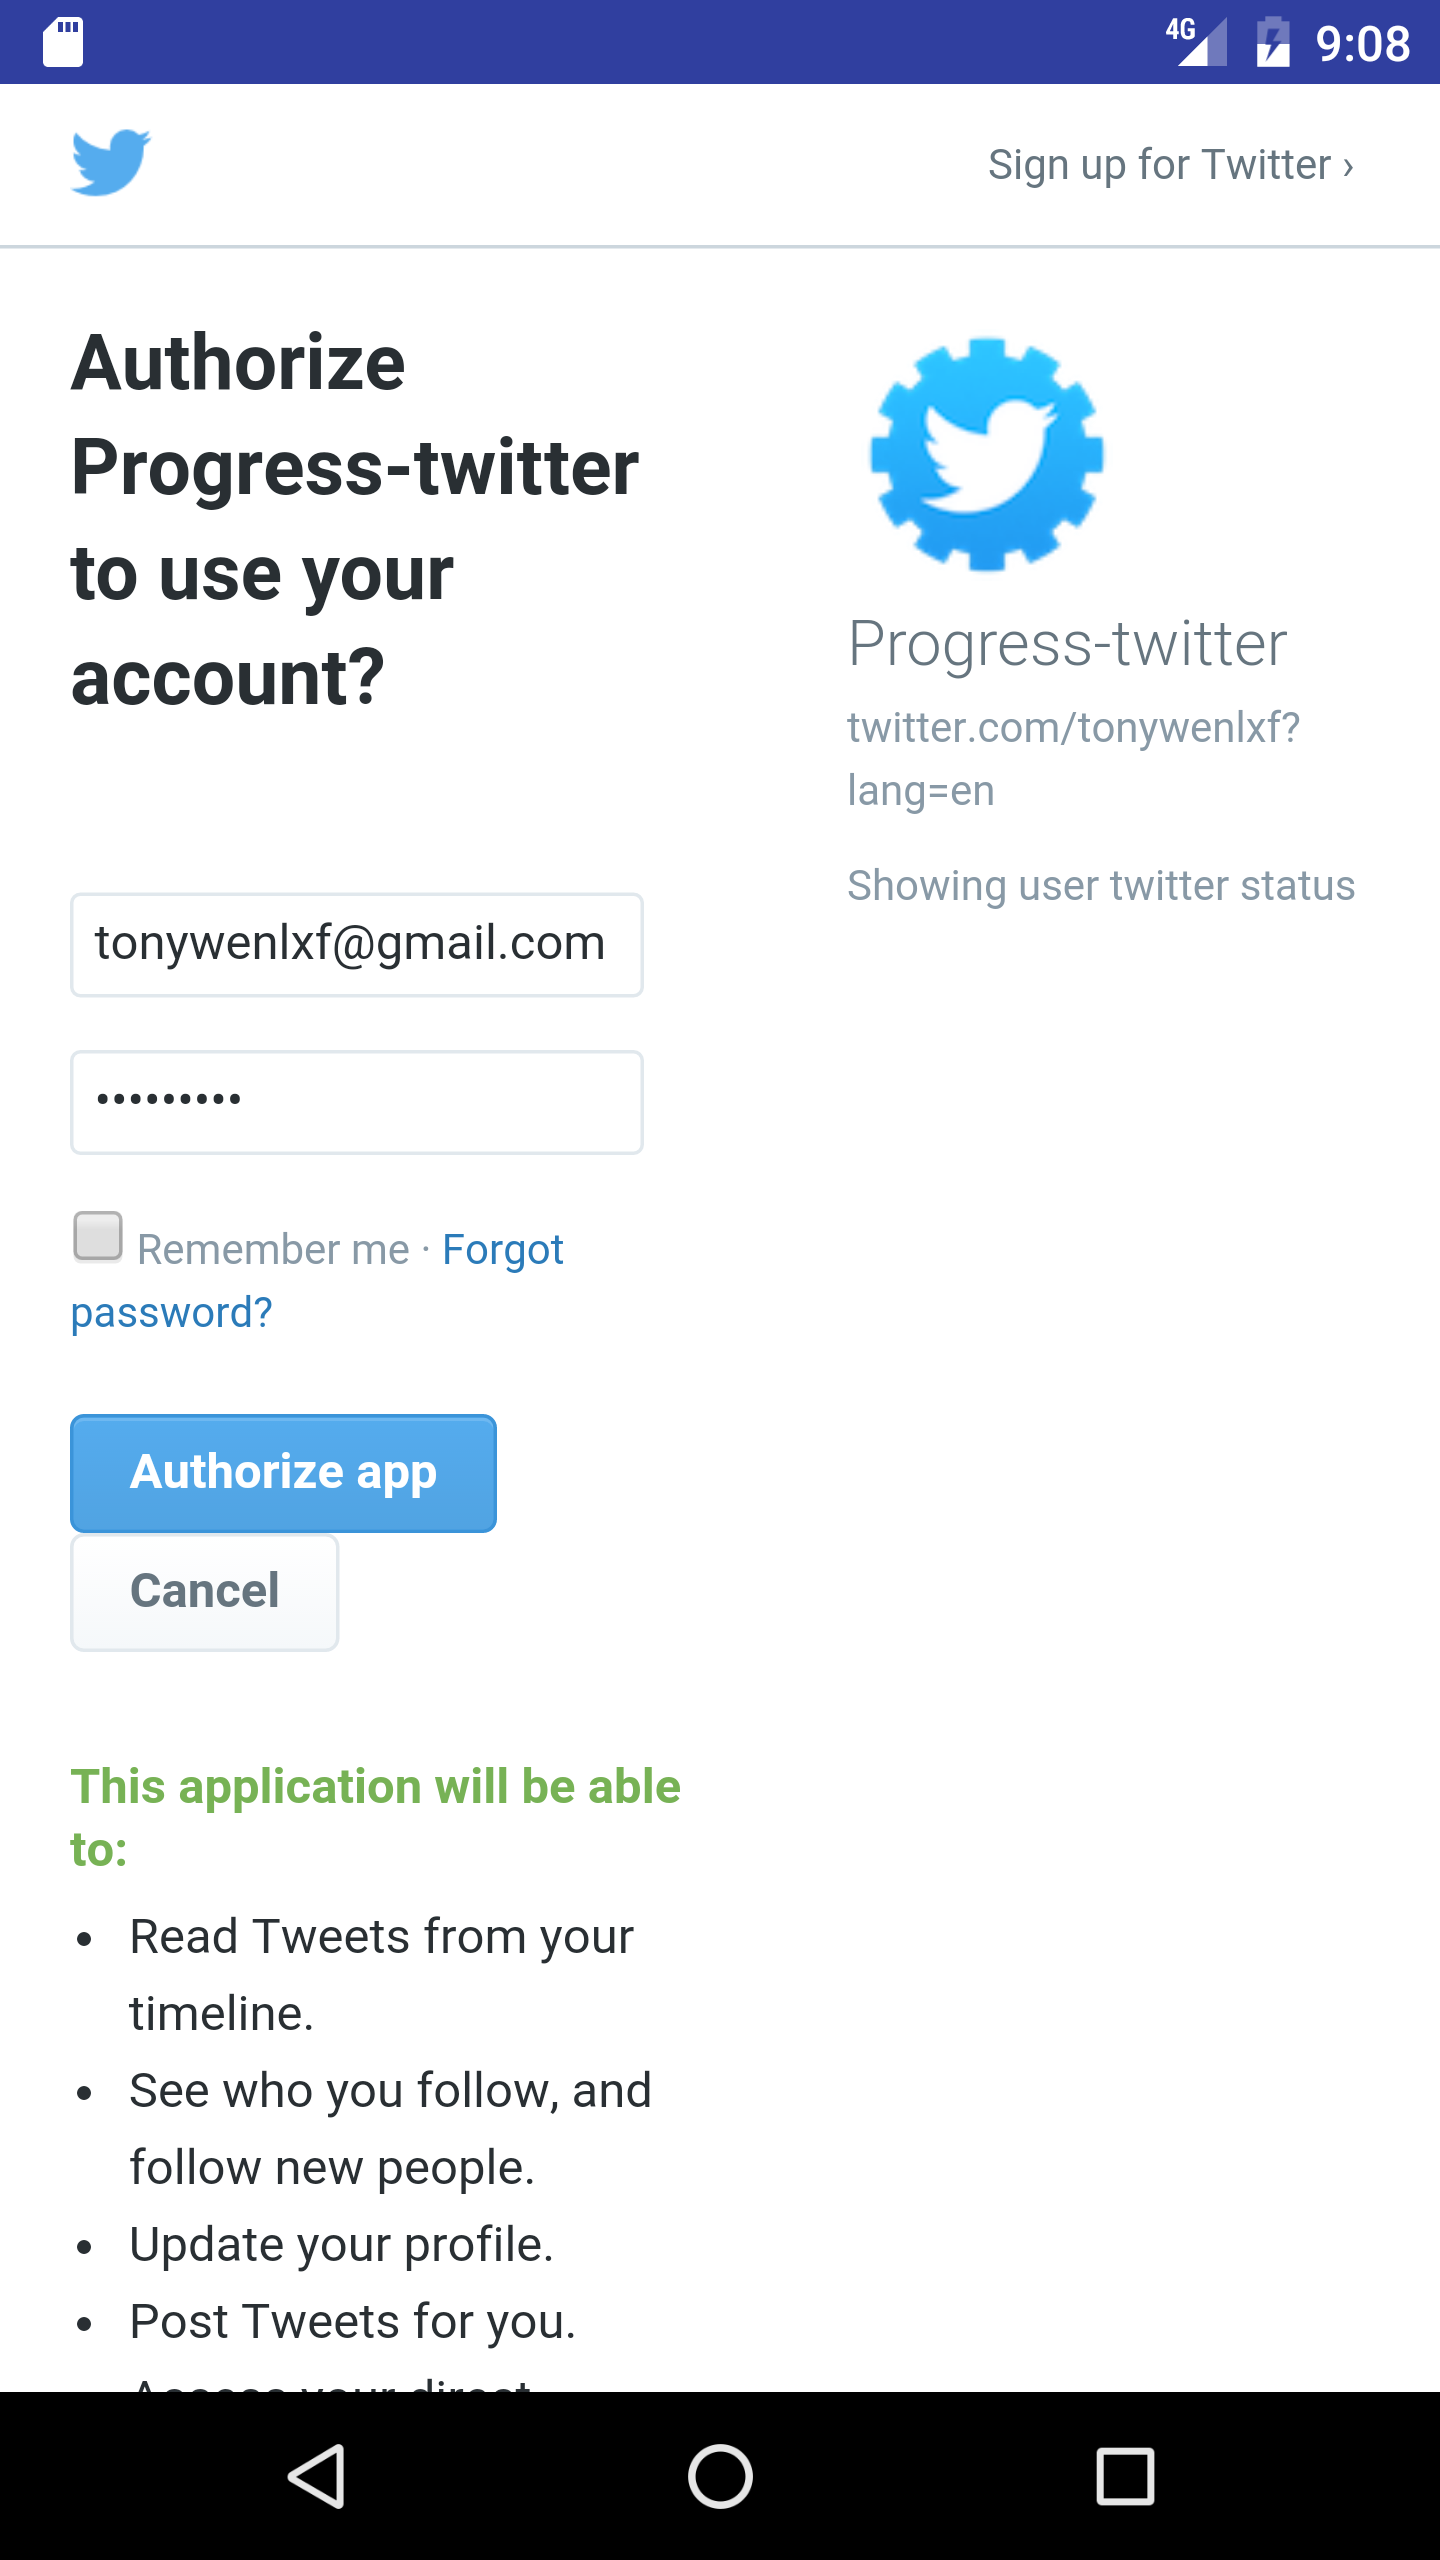 4G 9:08
Sign up for Twitter ›
Authorize
Progress-twitter
to use your
account?
Progress-twitter
twitter.com/tonywenlxf?
lang=en
Showing user twitter status
tonywenlxf@gmail.com
•••••••••
Remember me · Forgot
password?
Authorize app
Cancel
This application will be able
to:
• Read Tweets from your
timeline.
• See who you follow, and
follow new people.
• Update your profile.
• Post Tweets for you.
Access your direct